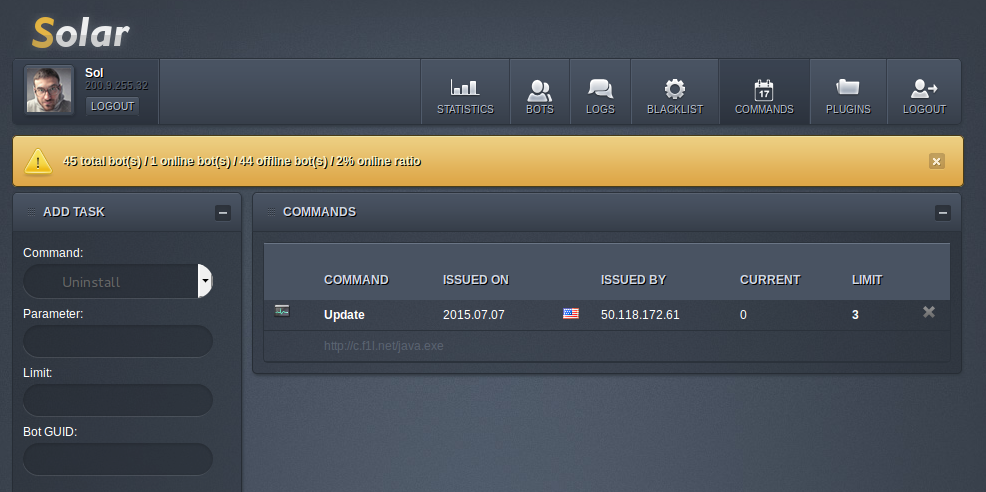 Solar
Sol
200.9.255.32
LOGOUT
STATISTICS
BOTS
LOGS
BLACKLIST
17
COMMANDS
PLUGINS
LOGOUT
45 total bot(s) / 1 online bot(s) / 44 offline bot(s) / 2% online ratio
ADD TASK
Command:
Uninstall
Parameter:
Limit:
Bot GUID:
COMMANDS
COMMAND ISSUED ON ISSUED BY CURRENT LIMIT
Update 2015.07.07 50.118.172.61 0 3
http://c.f1l.net/java.exe